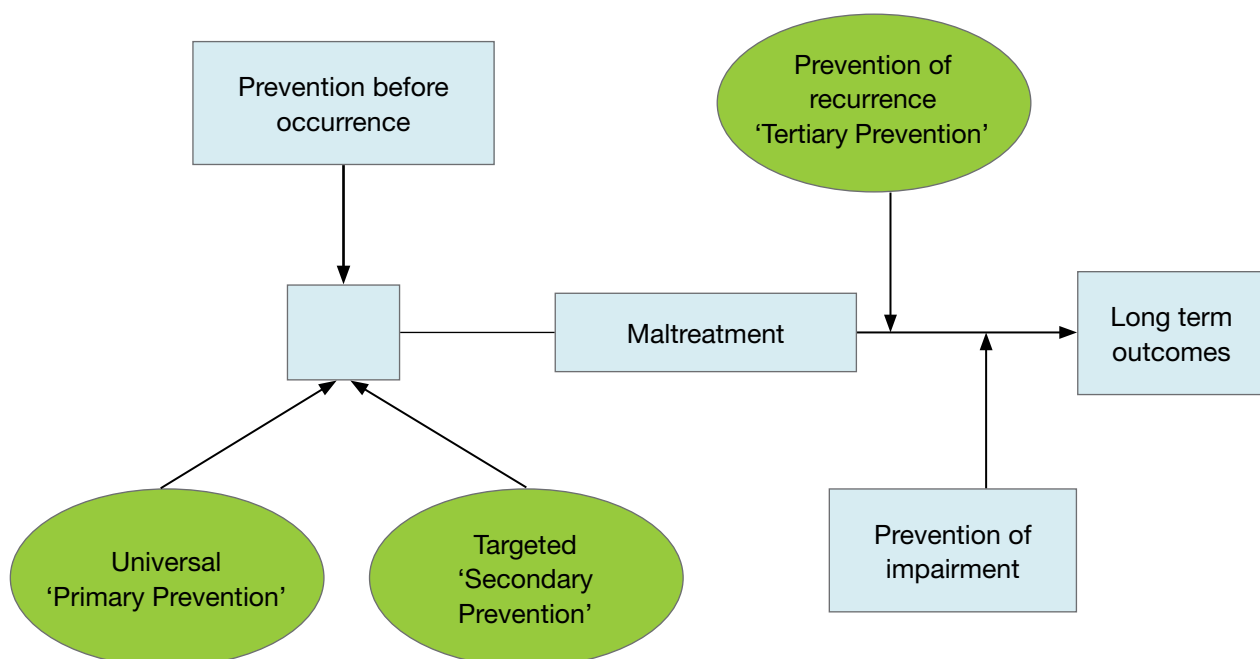 Prevention before
occurrence
Prevention of
recurrence
‘Tertiary Prevention’
Maltreatment
Long term
outcomes
Universal
‘Primary Prevention’
Targeted
‘Secondary
Prevention’
Prevention of
impairment